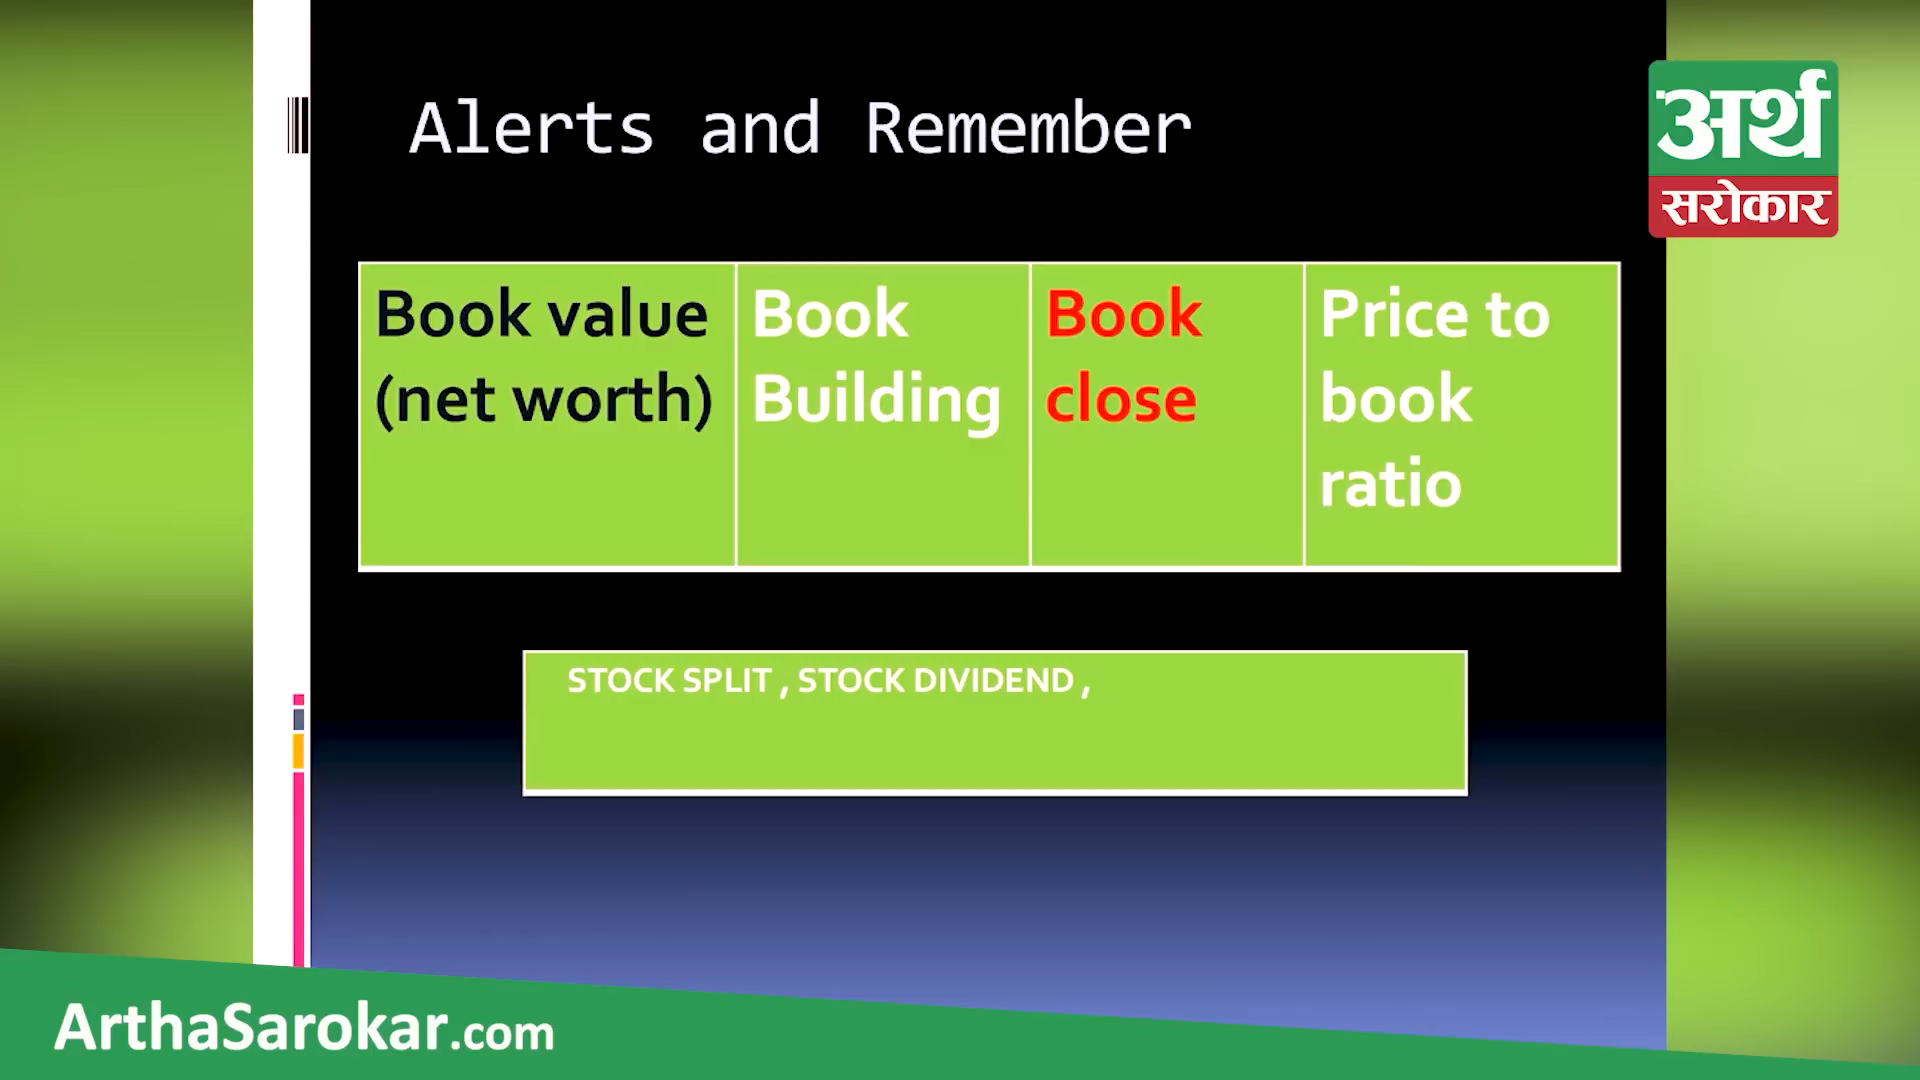 Alerts and Remember
अर्थ
सरोकार
Book value
(net worth)
Book
Building
Book
close
Price to
book
ratio
STOCK SPLIT , STOCK DIVIDEND ,
ArthaSarokar.com